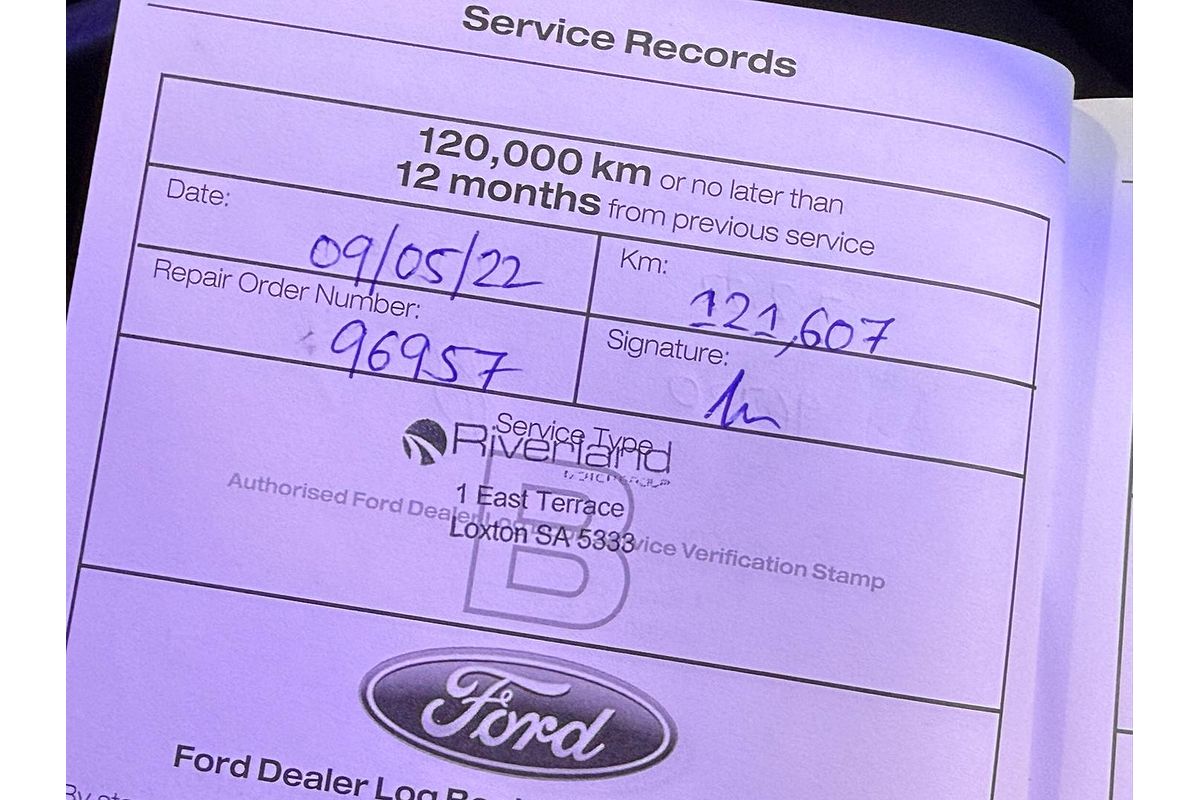 Service Records
120,000 km or no later than
12 months from previous service
Date:
09/05/22
Km:
121,607
Repair Order Number:
96957
Signature:
Service Type
Riverland
1 East Terrace
Authorised Ford Dealer
Loxton SA 5333
Service Verification Stamp
B
Ford
Ford Dealer Log